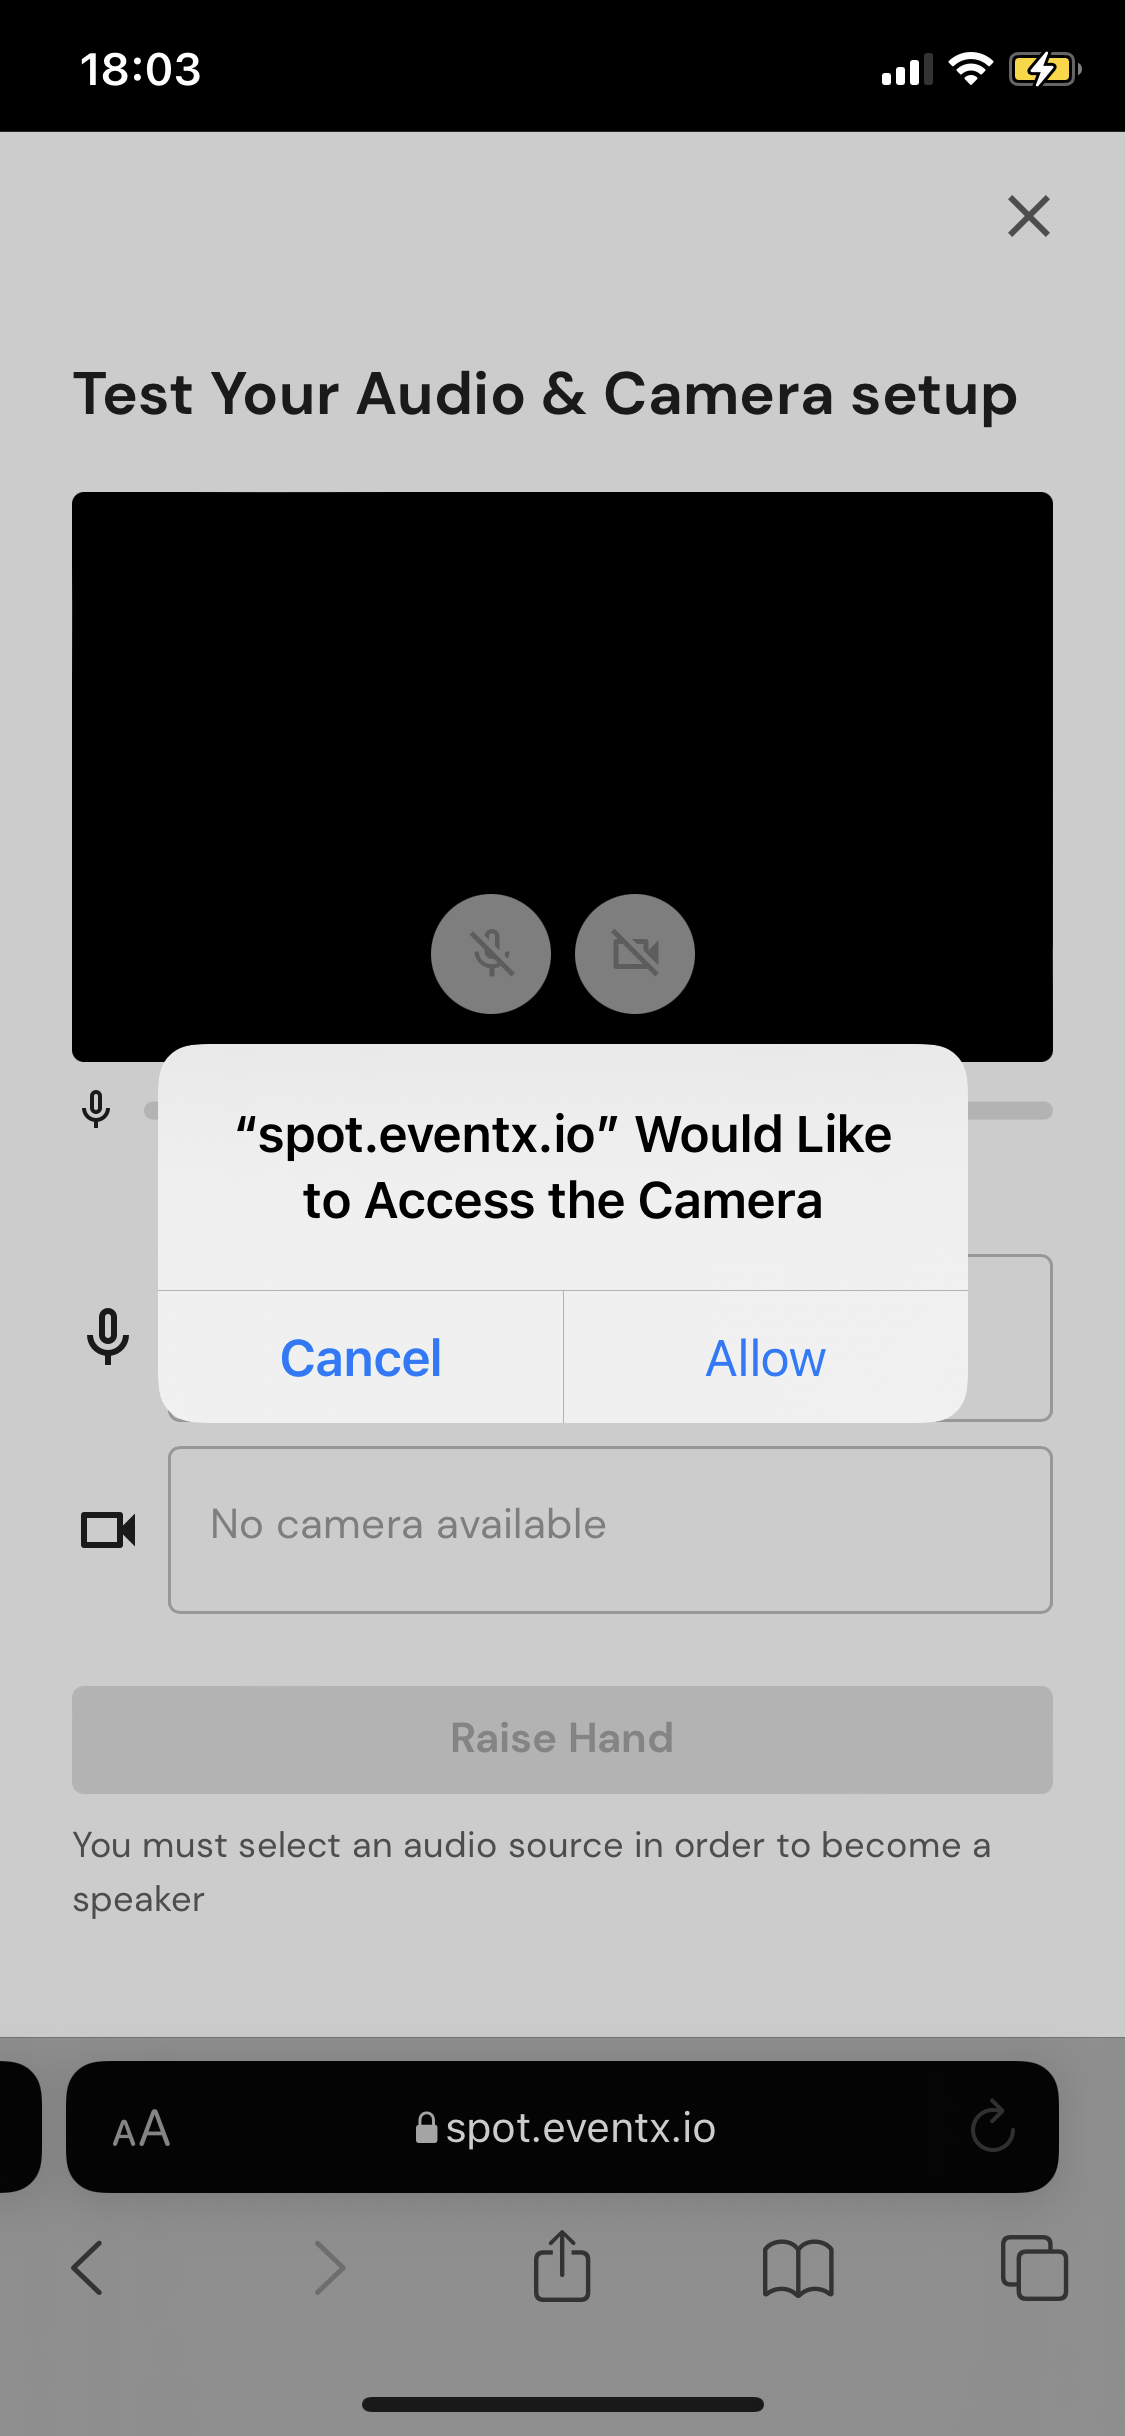 18:03
Test Your Audio & Camera setup
“spot.eventx.io” Would Like
to Access the Camera
Cancel
Allow
No camera available
Raise Hand
You must select an audio source in order to become a
speaker
AA
spot.eventx.io